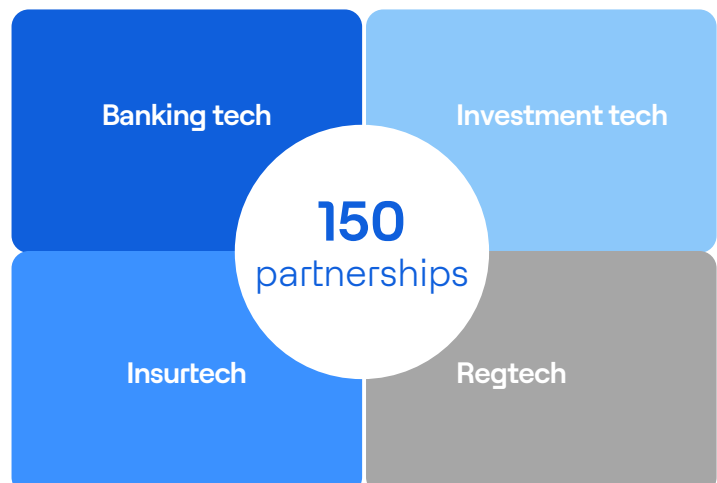 Banking tech
Investment tech
150
partnerships
Insurtech
Regtech